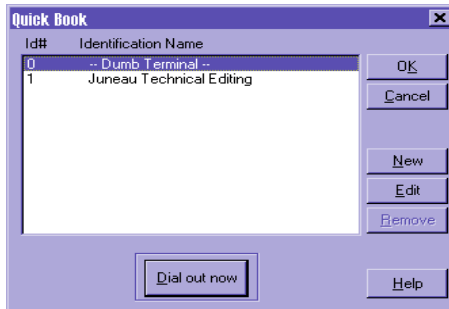 Quick Book
Id# Identification Name
0 -- Dumb Terminal --
1 Juneau Technical Editing
OK
Cancel
New
Edit
Remove
Dial out now
Help